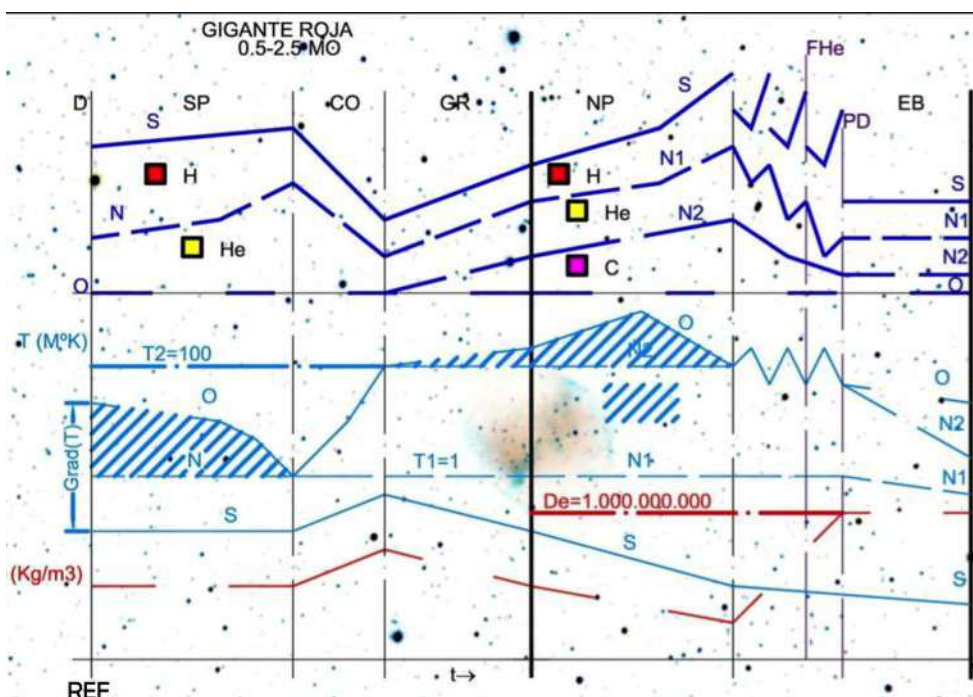 GIGANTE ROJA
0.5-2.5 M⊙
FHe
D SP CO GR NP EB
S S
PD
N1
H H
N He N2 S
He N1
C N2
O O
T (MºK) O
T2=100 N2
O O
Grad(T) N2
N T1=1 N1 N1
De=1.000.000.000
S S
(Kg/m3) S
t→
REF